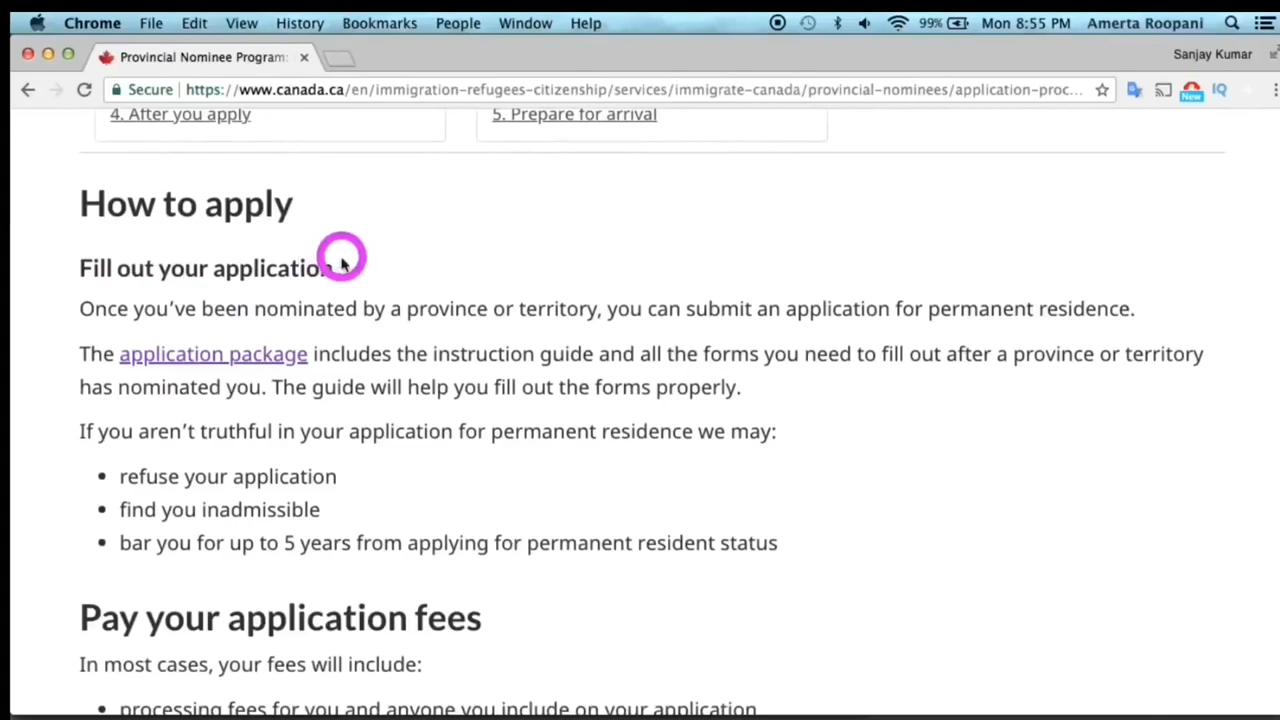 Chrome File Edit View History Bookmarks People Window Help 99% Mon 8:55 PM Amerta Roopani
Provincial Nominee Program: Sanjay Kumar
Secure https://www.canada.ca/en/immigration-refugees-citizenship/services/immigrate-canada/provincial-nominees/application-proc... New IQ
4. After you apply 5. Prepare for arrival
How to apply
Fill out your application
Once you’ve been nominated by a province or territory, you can submit an application for permanent residence.
The application package includes the instruction guide and all the forms you need to fill out after a province or territory
has nominated you. The guide will help you fill out the forms properly.
If you aren’t truthful in your application for permanent residence we may:
• refuse your application
• find you inadmissible
• bar you for up to 5 years from applying for permanent resident status
Pay your application fees
In most cases, your fees will include:
• processing fees for you and anyone you include on your application